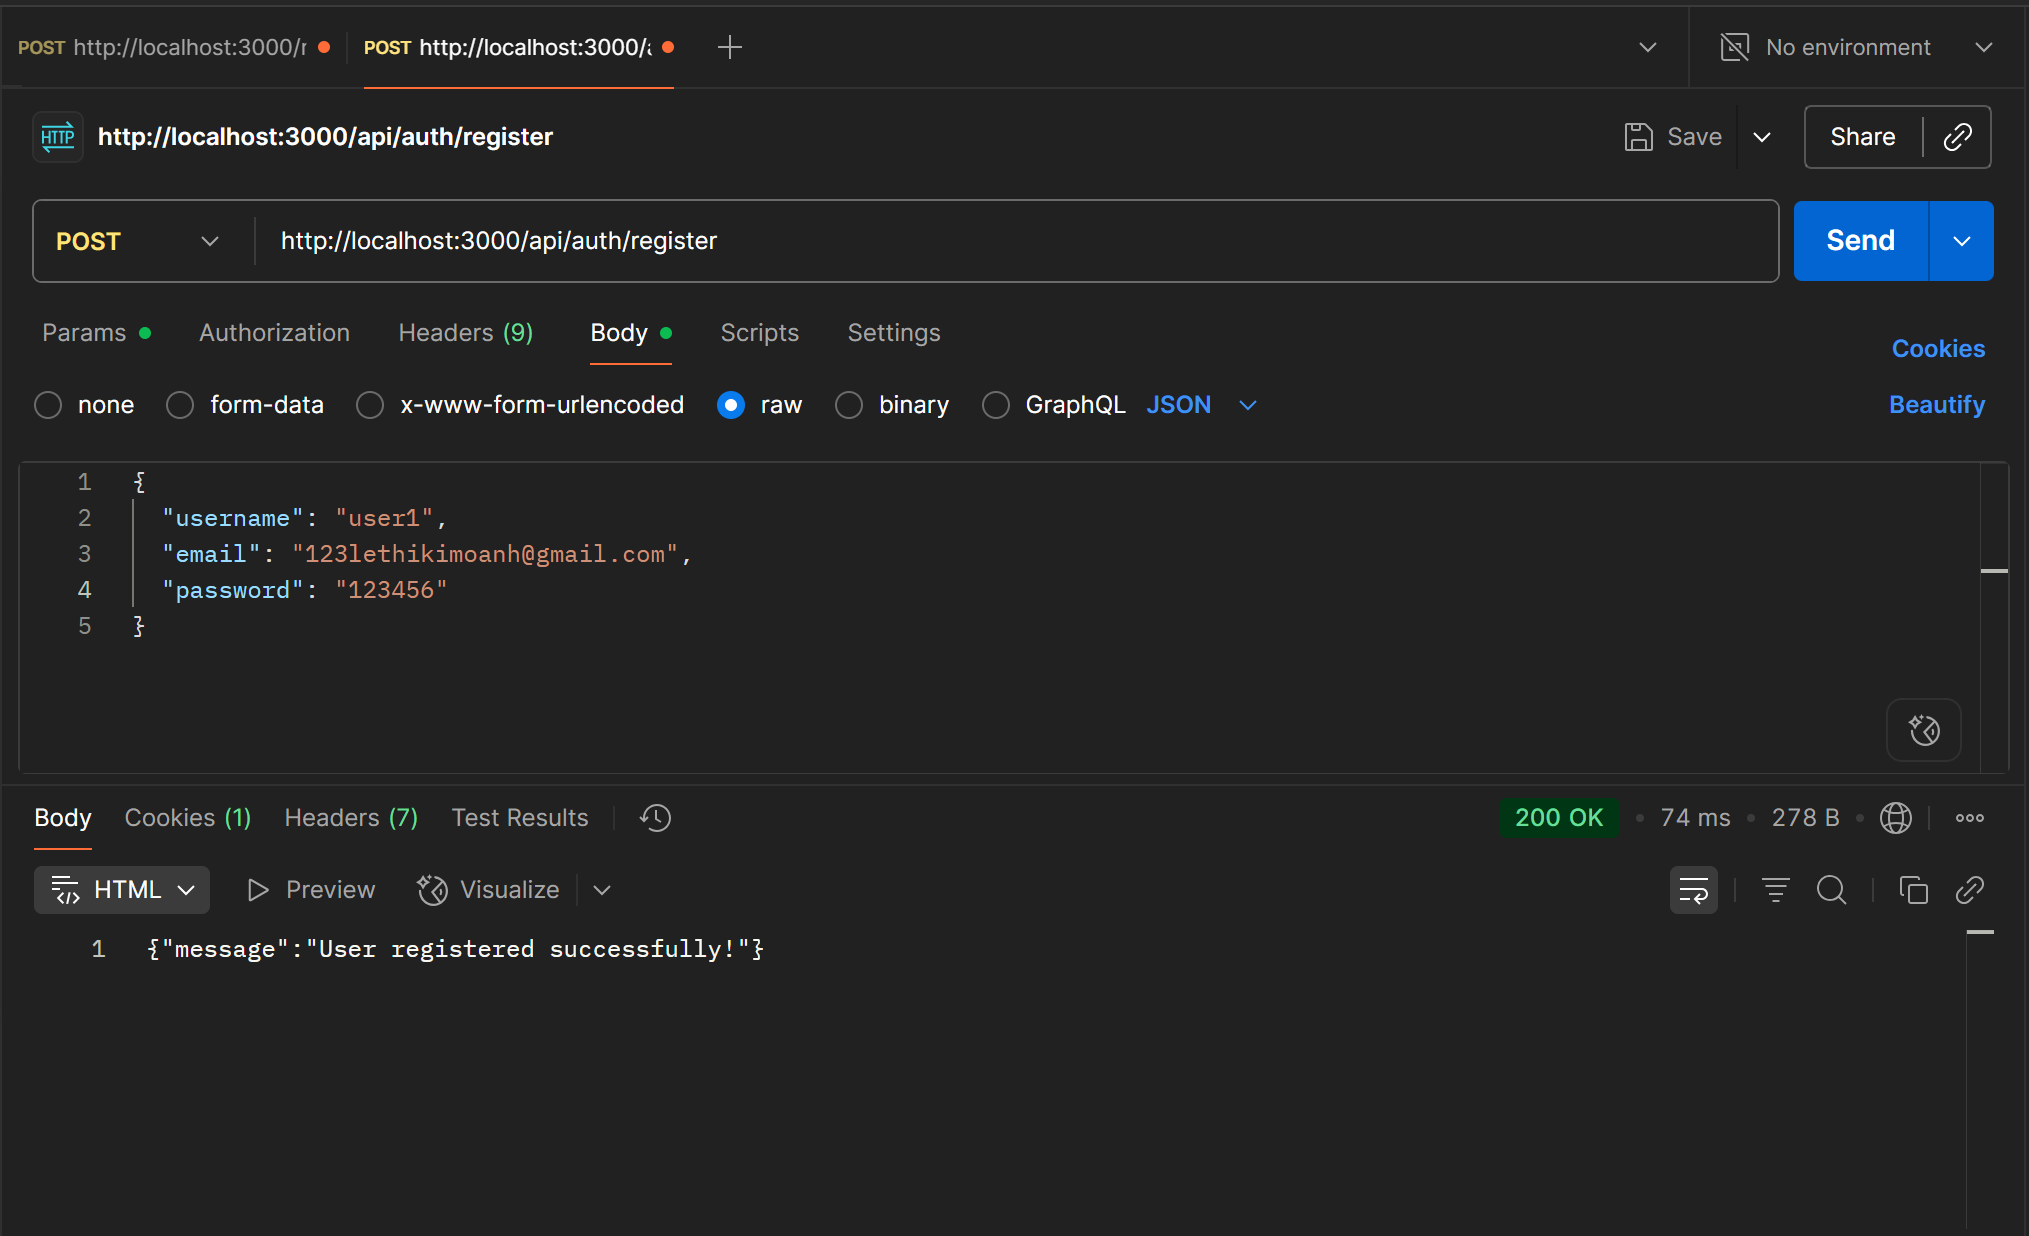 POST http://localhost:3000/r POST http://localhost:3000/a No environment
HTTP http://localhost:3000/api/auth/register Save Share
POST http://localhost:3000/api/auth/register Send
Params Authorization Headers (9) Body Scripts Settings Cookies
none form-data x-www-form-urlencoded raw binary GraphQL JSON Beautify
1 {
2 "username": "user1",
3 "email": "123lethikimoanh@gmail.com",
4 "password": "123456"
5 }
Body Cookies (1) Headers (7) Test Results 200 OK • 74 ms • 278 B •
HTML Preview Visualize
1 {"message":"User registered successfully!"}